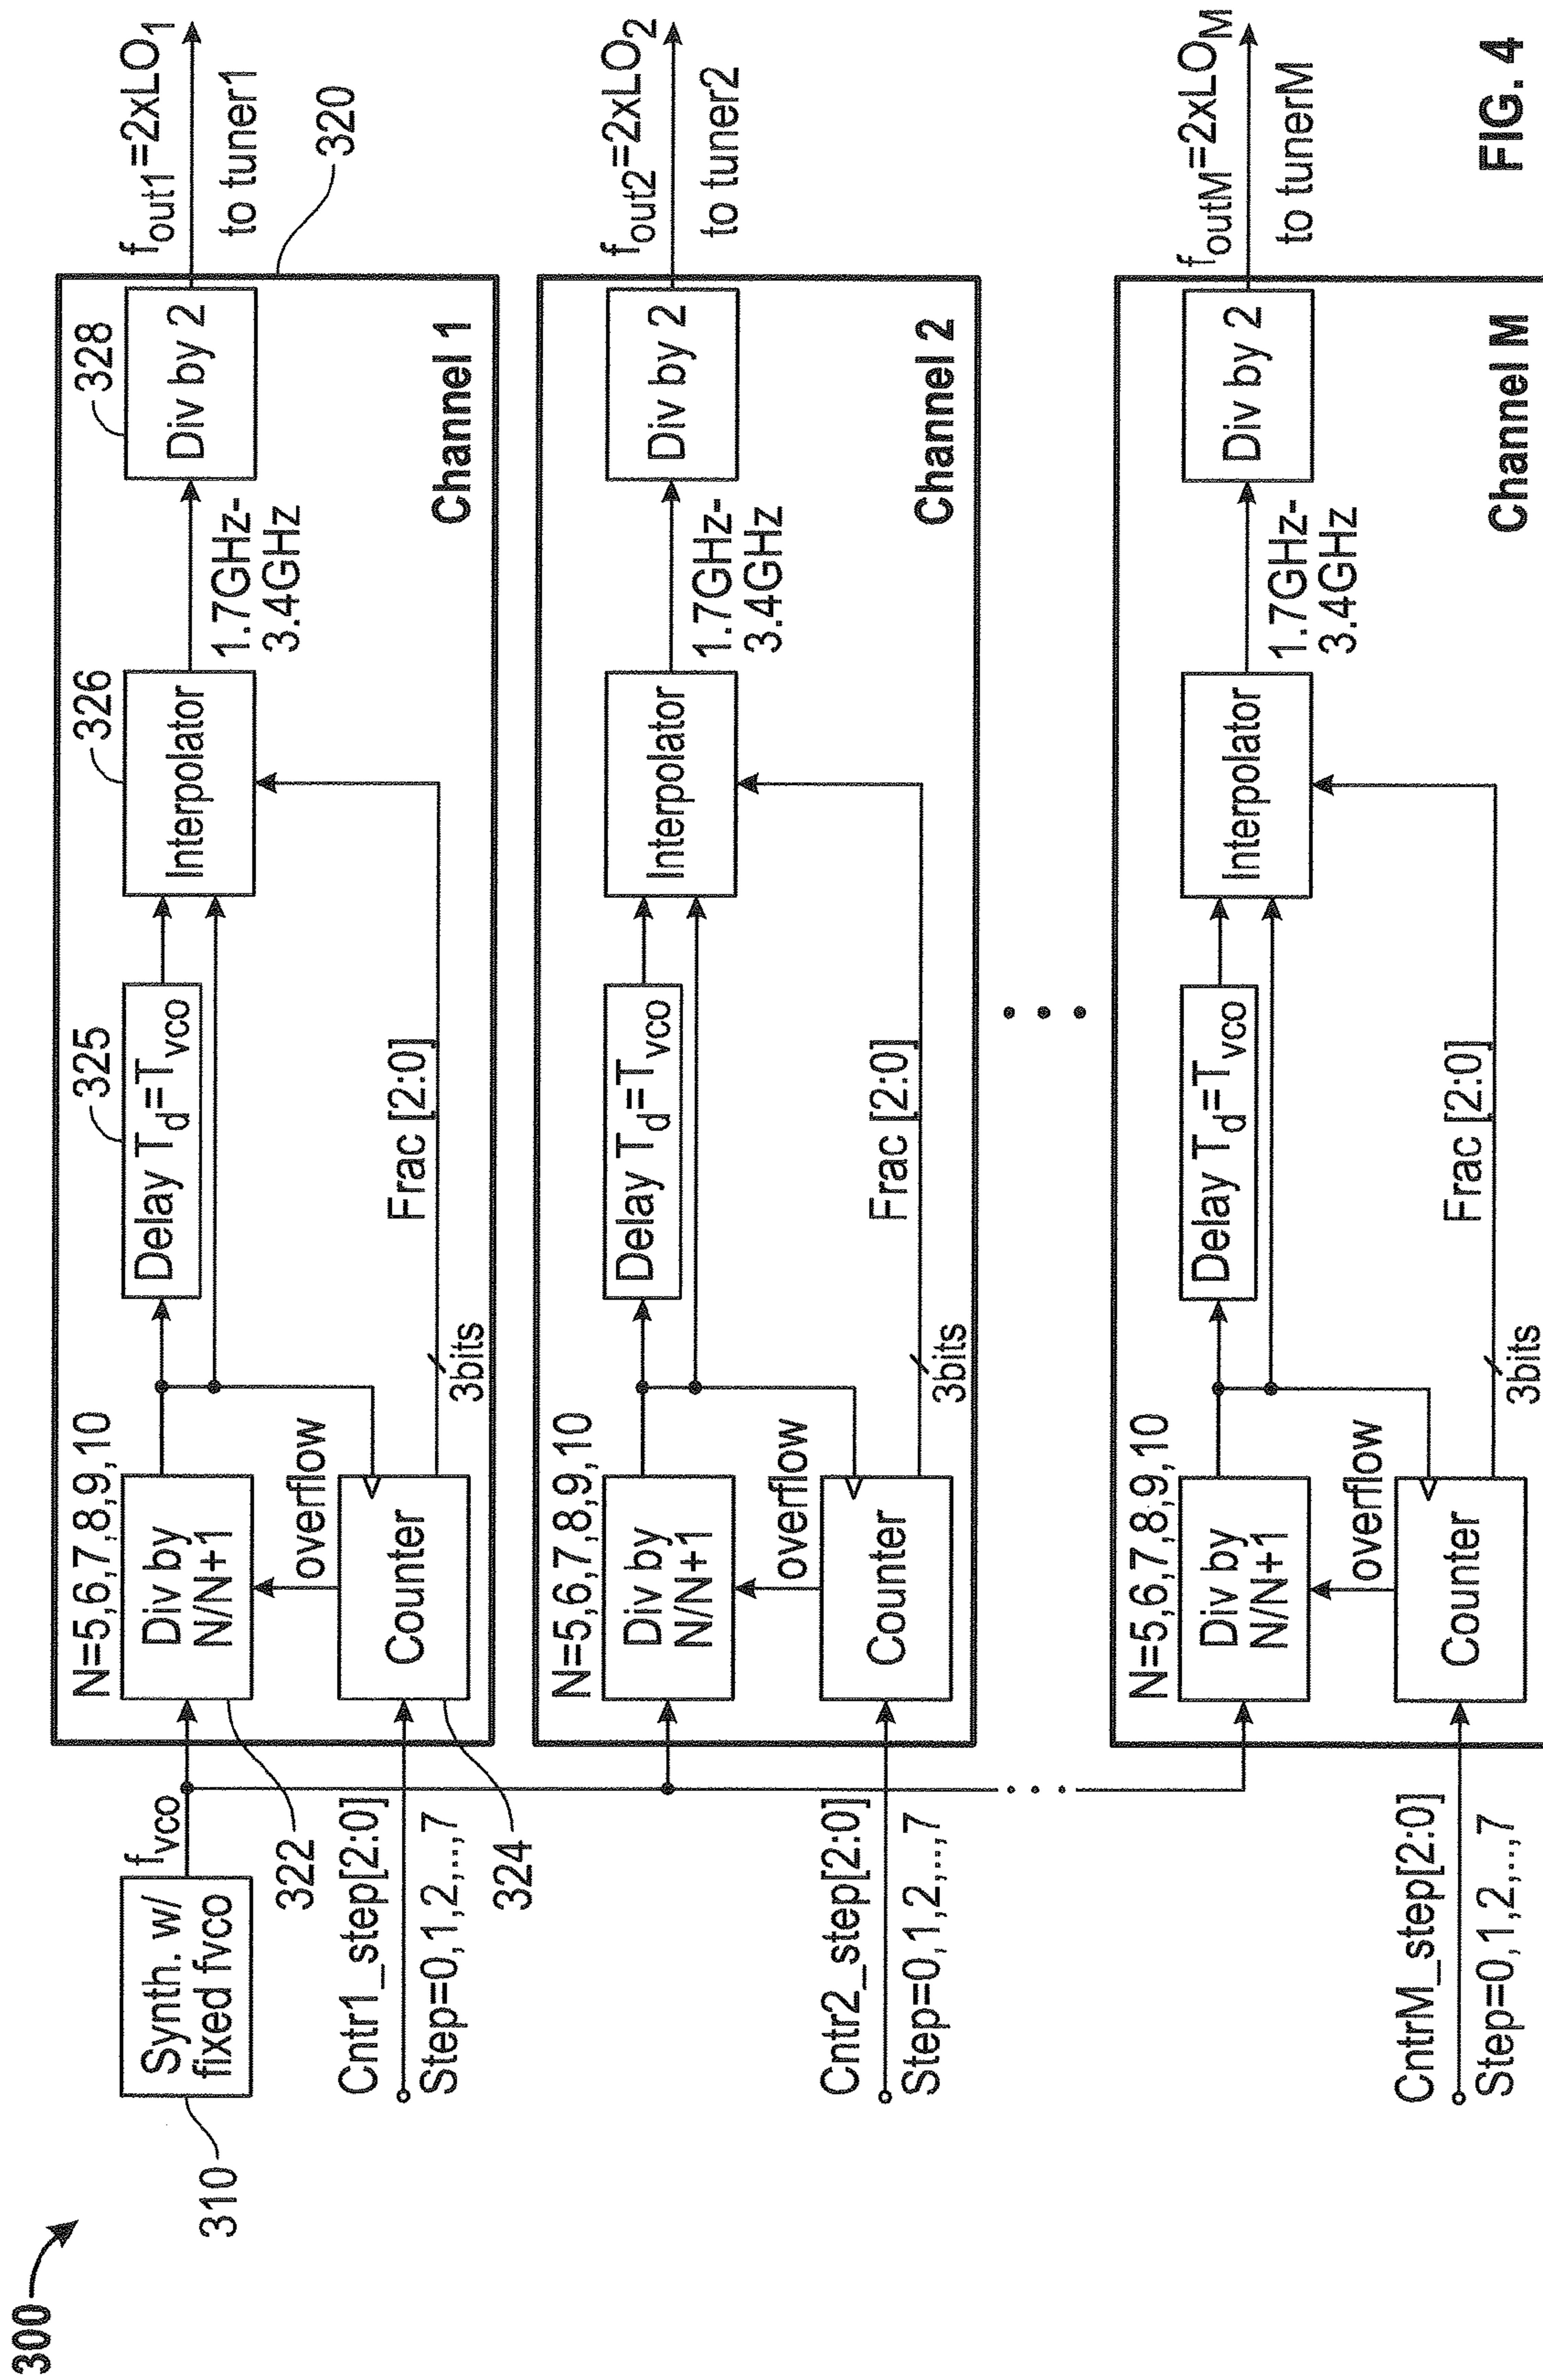 300
310
Synth. w/
fixed fvco
fvco
322
Cntr1_step[2:0]
Step=0,1,2,..,7
324
N=5,6,7,8,9,10
Div by
N/N+1
overflow
Counter
3bits
325
Delay Td=Tvco
Frac [2:0]
326
Interpolator
1.7GHz-
3.4GHz
328
Div by 2
Channel 1
320
fout1=2xLO1
to tuner1
Cntr2_step[2:0]
Step=0,1,2,..,7
N=5,6,7,8,9,10
Div by
N/N+1
overflow
Counter
3bits
Delay Td=Tvco
Frac [2:0]
Interpolator
1.7GHz-
3.4GHz
Div by 2
Channel 2
fout2=2xLO2
to tuner2
CntrM_step[2:0]
Step=0,1,2,..,7
N=5,6,7,8,9,10
Div by
N/N+1
overflow
Counter
3bits
Delay Td=Tvco
Frac [2:0]
Interpolator
1.7GHz-
3.4GHz
Div by 2
Channel M
foutM=2xLOM
to tunerM
FIG. 4